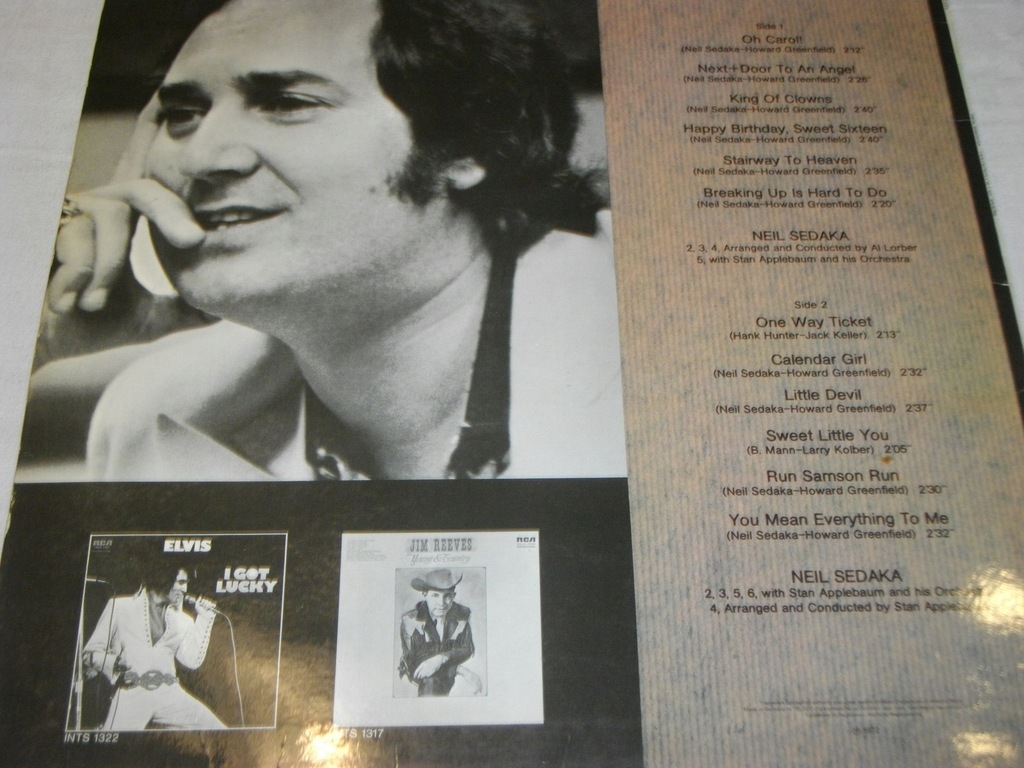 Side 1
Oh Carol!
(Neil Sedaka-Howard Greenfield) 2'12"
Next Door To An Angel
(Neil Sedaka-Howard Greenfield) 2'26"
King Of Clowns
(Neil Sedaka-Howard Greenfield) 2'40"
Happy Birthday, Sweet Sixteen
(Neil Sedaka-Howard Greenfield) 2'40"
Stairway To Heaven
(Neil Sedaka-Howard Greenfield) 2'35"
Breaking Up Is Hard To Do
(Neil Sedaka-Howard Greenfield) 2'20"
NEIL SEDAKA
2, 3, 4, Arranged and Conducted by Al Lorber
5, with Stan Applebaum and his Orchestra
Side 2
One Way Ticket
(Hank Hunter-Jack Keller) 2'13"
Calendar Girl
(Neil Sedaka-Howard Greenfield) 2'32"
Little Devil
(Neil Sedaka-Howard Greenfield) 2'37"
Sweet Little You
(B. Mann-Larry Kolber) 2'05"
Run Samson Run
(Neil Sedaka-Howard Greenfield) 2'30"
You Mean Everything To Me
(Neil Sedaka-Howard Greenfield) 2'32"
NEIL SEDAKA
2, 3, 5, 6, with Stan Applebaum and his
4, Arranged and Conducted by Stan
RCA
ELVIS
I GOT
LUCKY
INTS 1322
JIM REEVES
Young & Country
RCA
TS 1317